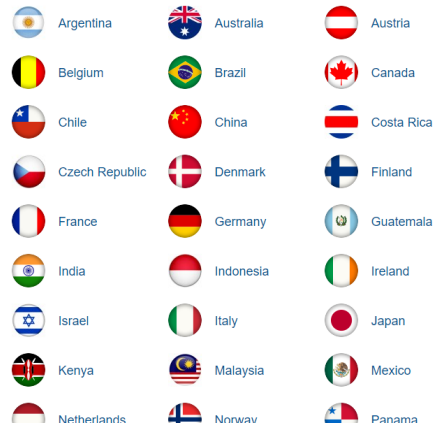 Argentina Australia Austria
Belgium Brazil Canada
Chile China Costa Rica
Czech Republic Denmark Finland
France Germany Guatemala
India Indonesia Ireland
Israel Italy Japan
Kenya Malaysia Mexico
Netherlands Norway Panama